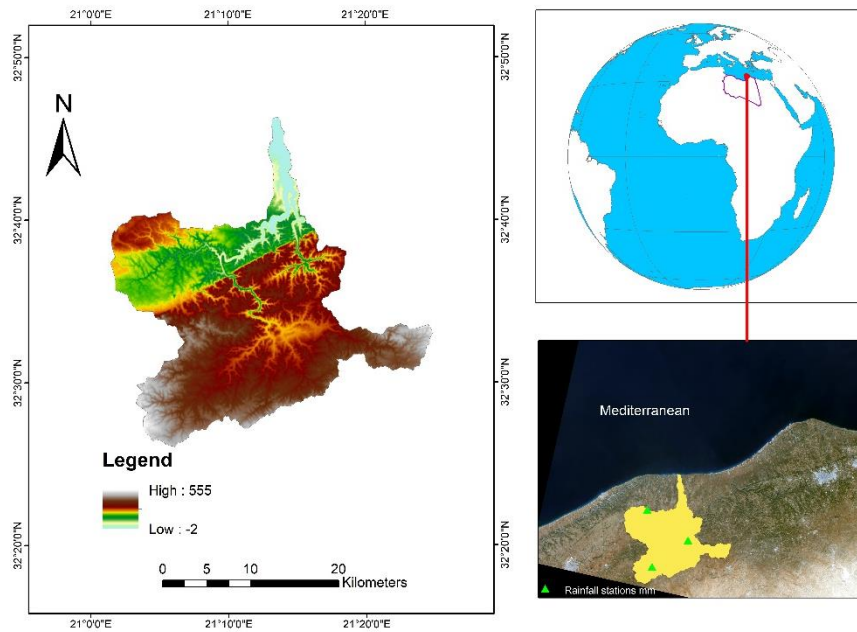 21°0'0"E
21°10'0"E
21°20'0"E
32°50'0"N
32°50'0"N
N
32°40'0"N
32°40'0"N
32°30'0"N
32°30'0"N
Legend
High : 555
Low : -2
32°20'0"N
32°20'0"N
0 5 10 20
Kilometers
21°0'0"E
21°10'0"E
21°20'0"E
Mediterranean
Rainfall stations mm